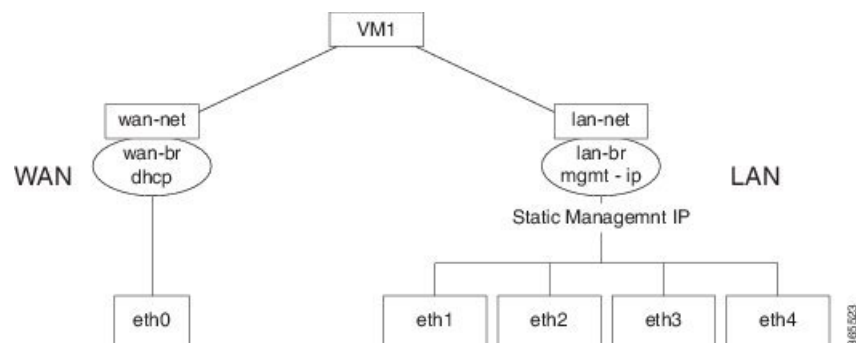 VM1
wan-net
lan-net
wan-br
dhcp
lan-br
mgmt - ip
WAN
LAN
Static Managemnt IP
eth0
eth1
eth2
eth3
eth4